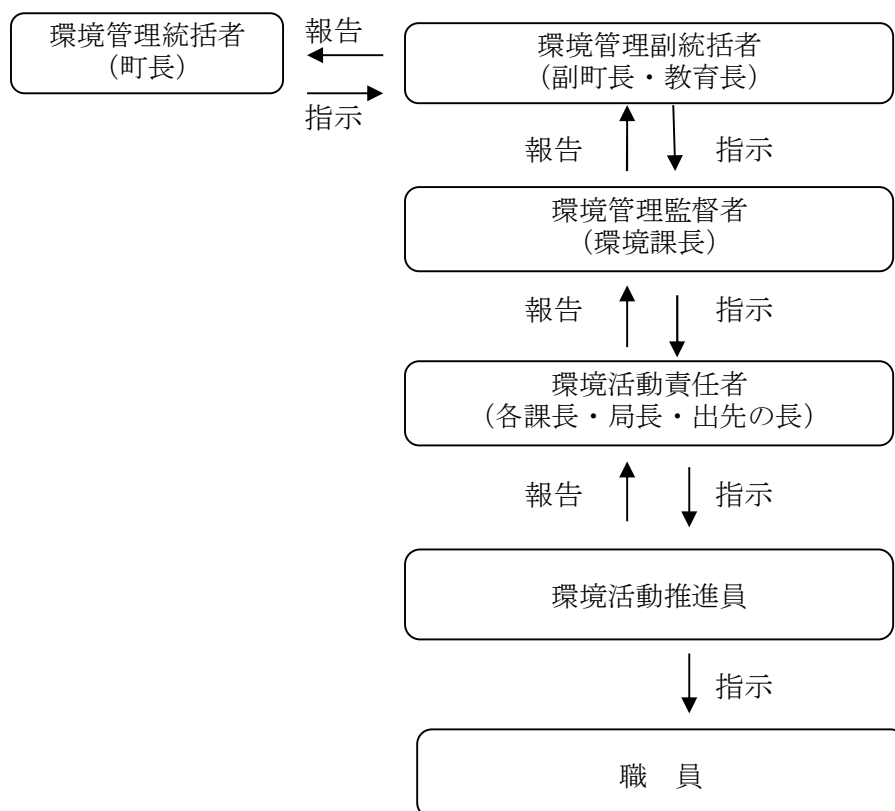 環境管理統括者
（町長）
報告
指示
環境管理副統括者
（副町長・教育長）
報告
指示
環境管理監督者
（環境課長）
報告
指示
環境活動責任者
（各課長・局長・出先の長）
報告
指示
環境活動推進員
指示
職　員